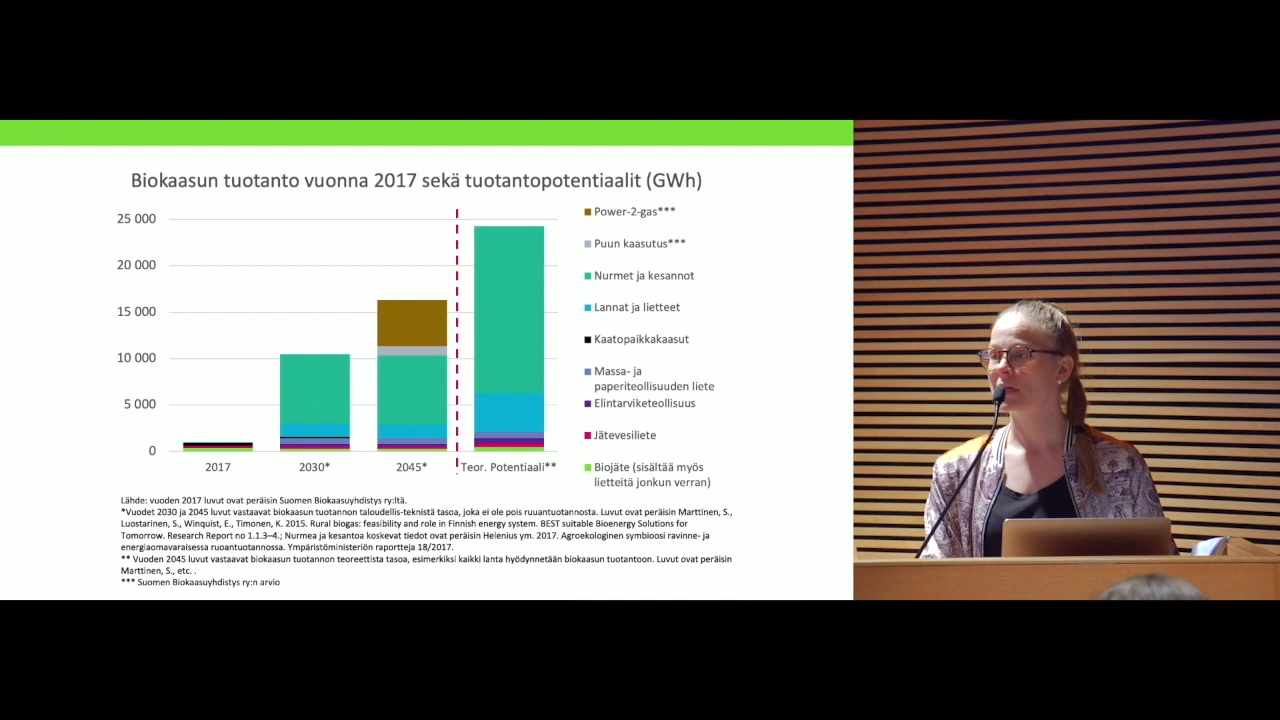 Biokaasun tuotanto vuonna 2017 sekä tuotantopotentiaalit (GWh)
25 000
20 000
15 000
10 000
5 000
0
2017
2030*
2045*
Teor. Potentiaali**
Power-2-gas***
Puun kaasutus***
Nurmet ja kesannot
Lannat ja lietteet
Kaatopaikkakaasut
Massa- ja
paperiteollisuuden liete
Elintarviketeollisuus
Jätevesiliete
Biojäte (sisältää myös
lietteitä jonkun verran)
Lähde: vuoden 2017 luvut ovat peräisin Suomen Biokaasuyhdistys ry:ltä.
*Vuodet 2030 ja 2045 luvut vastaavat biokaasun tuotannon taloudellis-teknistä tasoa, joka ei ole pois ruuantuotannosta. Luvut ovat peräisin Marttinen, S.,
Luostarinen, S., Winquist, E., Timonen, K. 2015. Rural biogas: feasibility and role in Finnish energy system. BEST suitable Bioenergy Solutions for
Tomorrow. Research Report no 1.1.3–4.; Nurmea ja kesantoa koskevat tiedot ovat peräisin Helenius ym. 2017. Agroekologinen symbioosi ravinne- ja
energiaomavaraisessa ruoantuotannossa. Ympäristöministeriön raportteja 18/2017.
** Vuoden 2045 luvut vastaavat biokaasun tuotannon teoreettista tasoa, esimerkiksi kaikki lanta hyödynnetään biokaasun tuotantoon. Luvut ovat peräisin
Marttinen, S., etc. .
*** Suomen Biokaasuyhdistys ry:n arvio